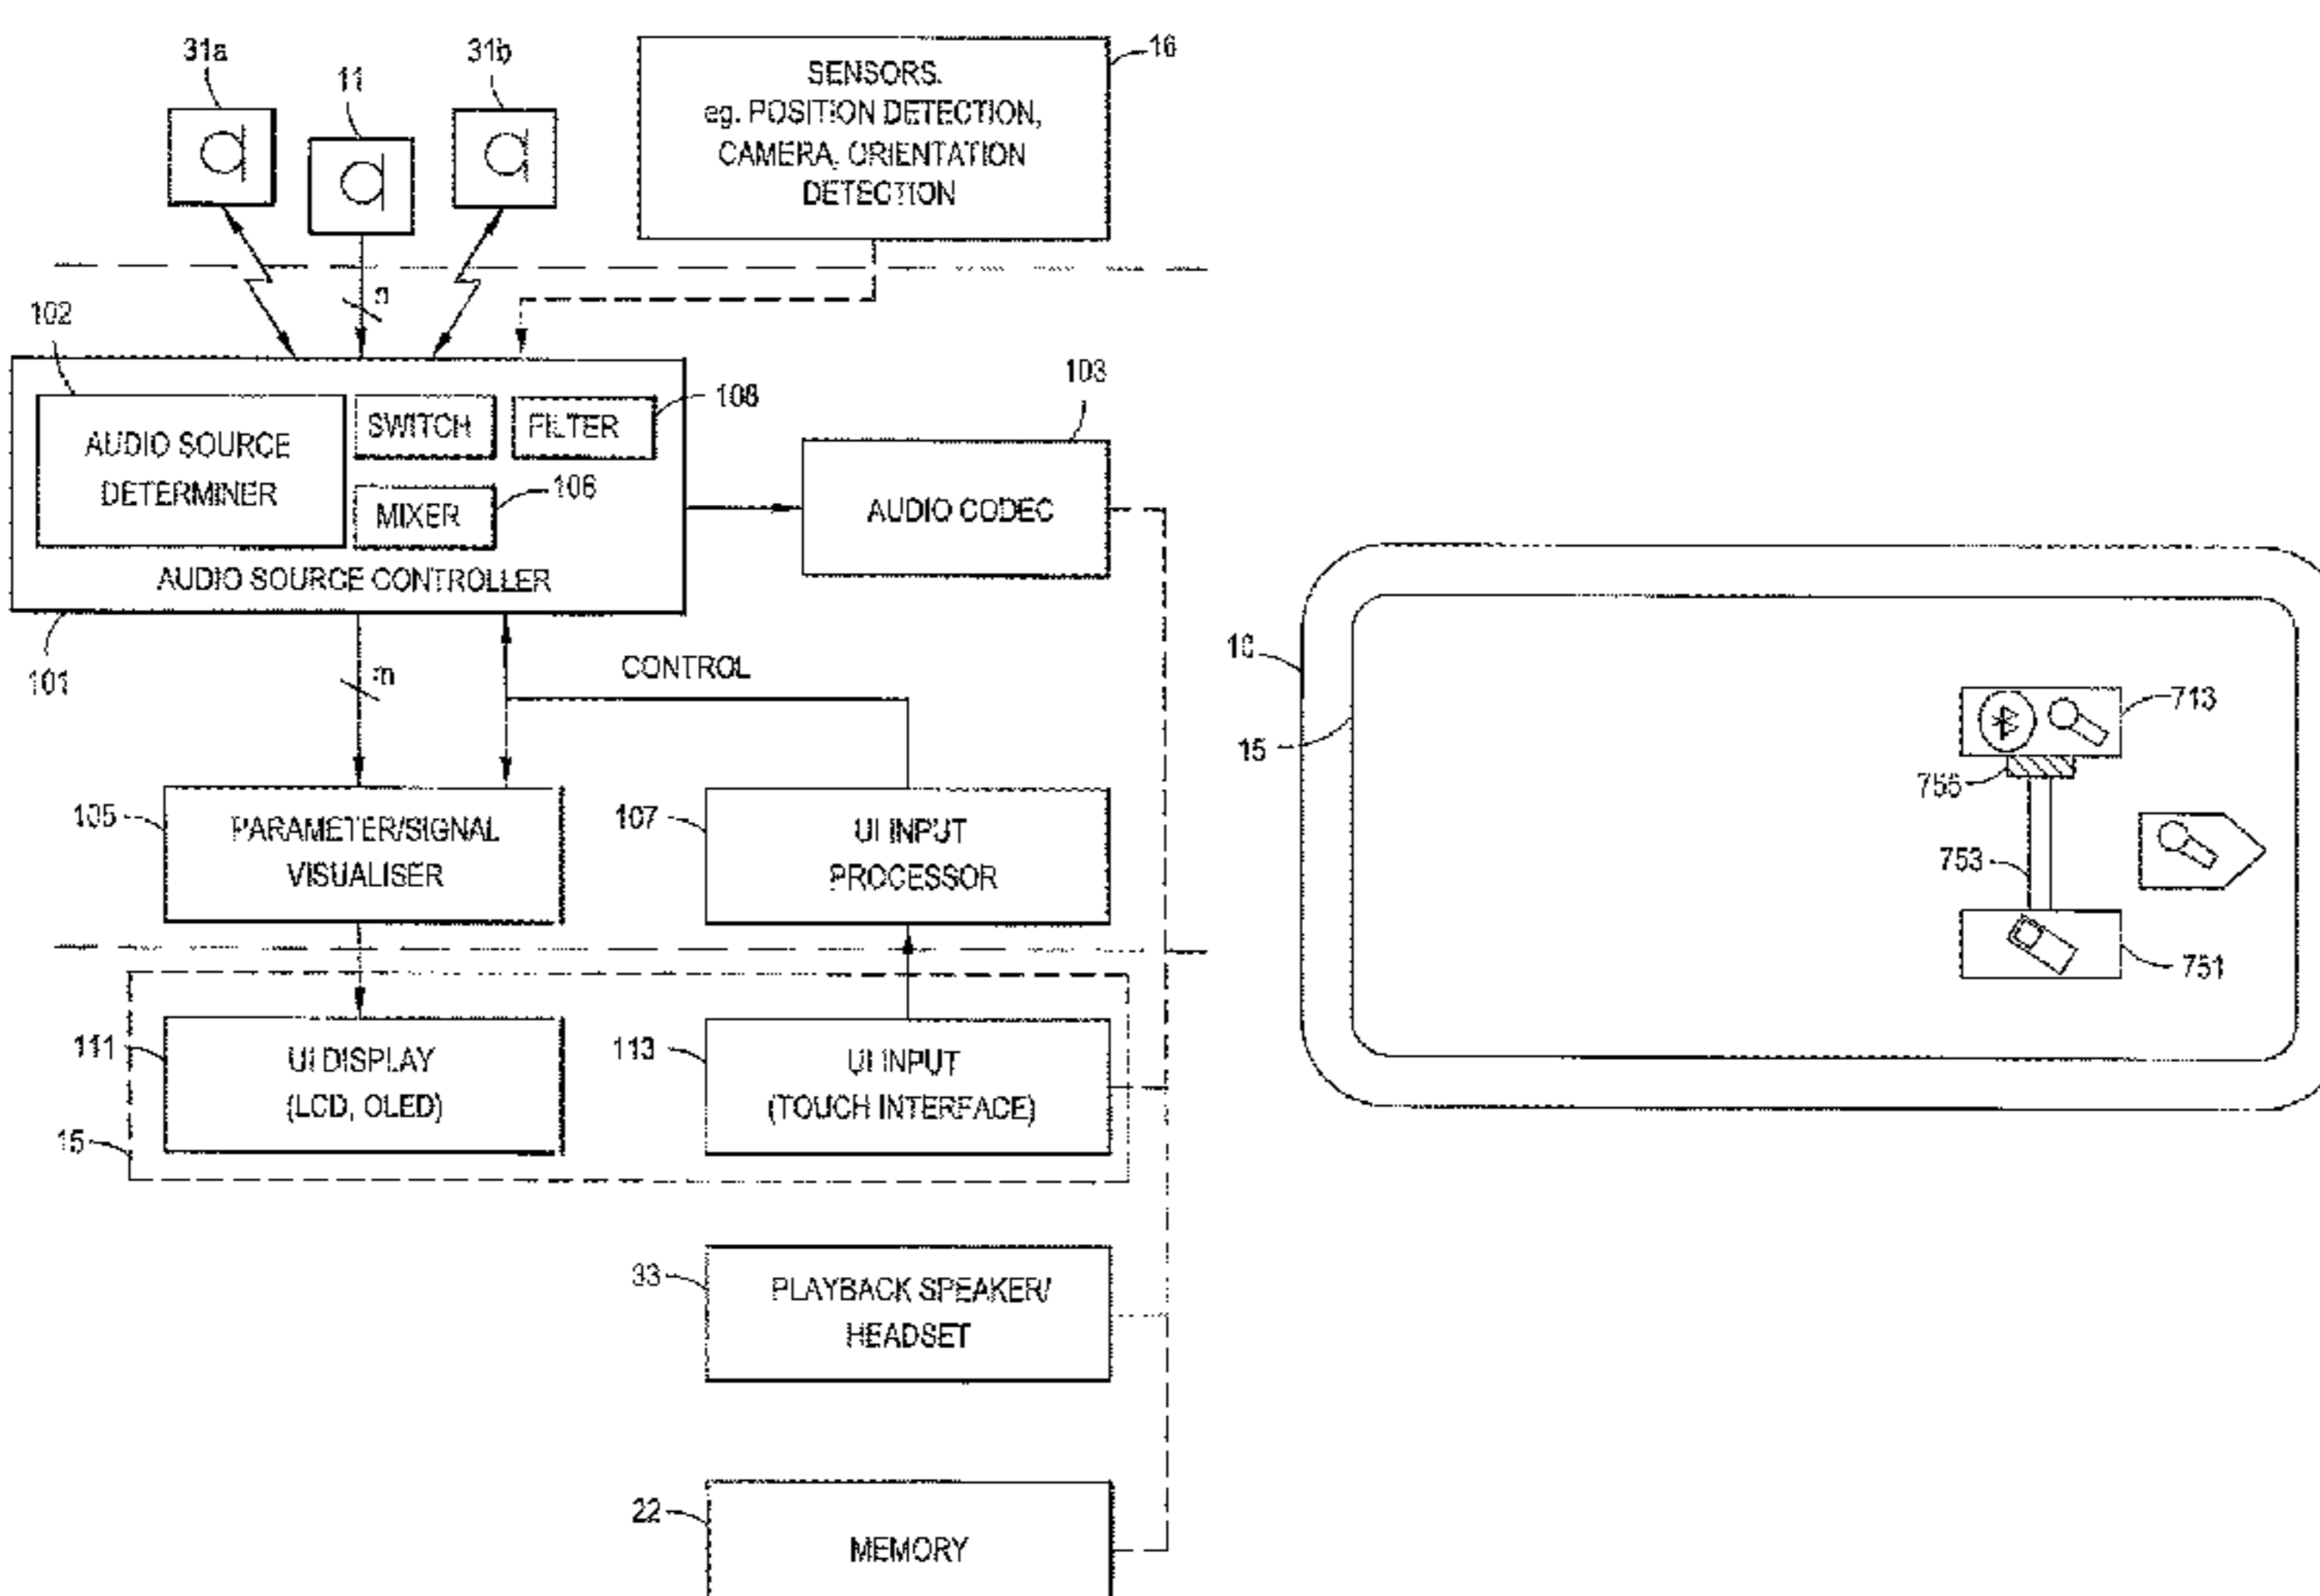 31a
11
31b
16
SENSORS.
eg. POSITION DETECTION,
CAMERA, ORIENTATION
DETECTION
n
102
108
103
AUDIO SOURCE
DETERMINER
SWITCH
FILTER
MIXER
106
AUDIO CODEC
AUDIO SOURCE CONTROLLER
101
m
CONTROL
105
PARAMETER/SIGNAL
VISUALISER
107
UI INPUT
PROCESSOR
111
UI DISPLAY
(LCD, OLED)
113
UI INPUT
(TOUCH INTERFACE)
15
33
PLAYBACK SPEAKER/
HEADSET
22
MEMORY
10
15
713
755
753
751